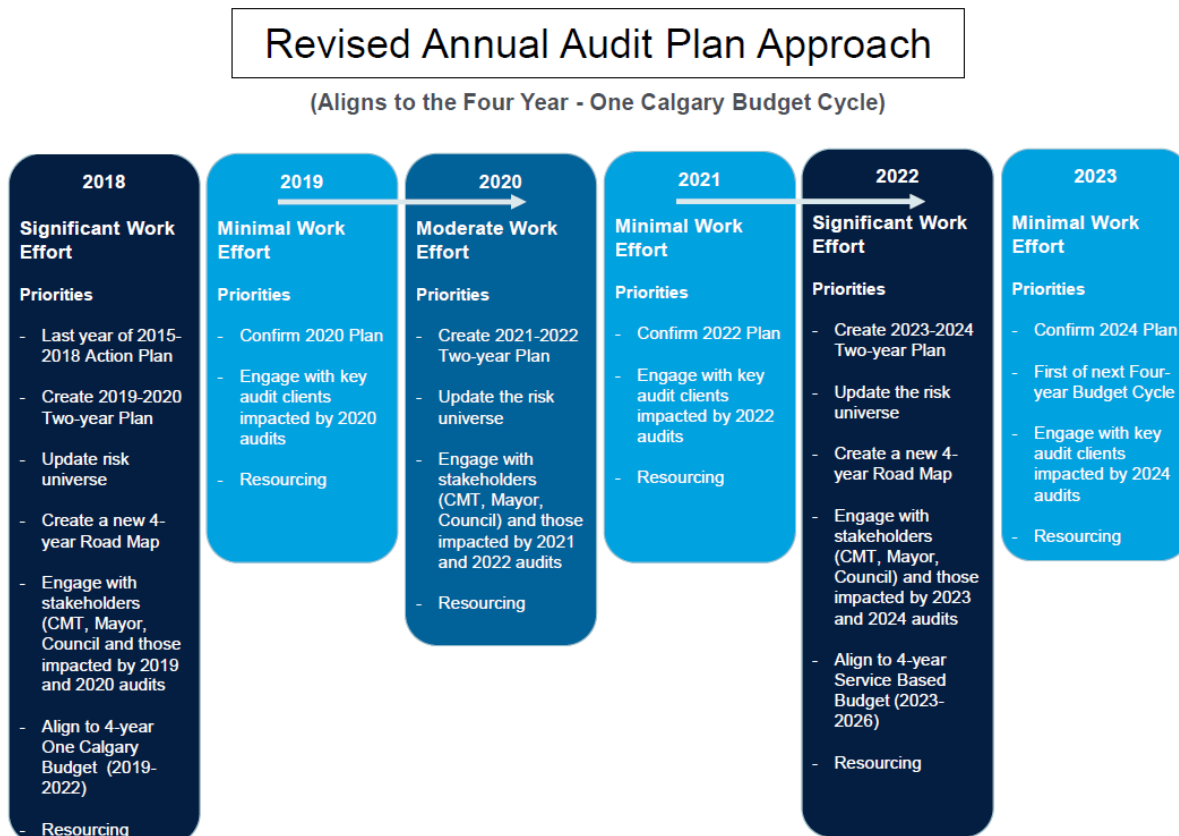 Revised Annual Audit Plan Approach
(Aligns to the Four Year - One Calgary Budget Cycle)
2018
Significant Work
Effort
Priorities
- Last year of 2015-
2018 Action Plan
- Create 2019-2020
Two-year Plan
- Update risk
universe
- Create a new 4-
year Road Map
- Engage with
stakeholders
(CMT, Mayor,
Council and those
impacted by 2019
and 2020 audits
- Align to 4-year
One Calgary
Budget (2019-
2022)
- Resourcing
2019
Minimal Work
Effort
Priorities
- Confirm 2020 Plan
- Engage with key
audit clients
impacted by 2020
audits
- Resourcing
2020
Moderate Work
Effort
Priorities
- Create 2021-2022
Two-year Plan
- Update the risk
universe
- Engage with
stakeholders
(CMT, Mayor,
Council) and those
impacted by 2021
and 2022 audits
- Resourcing
2021
Minimal Work
Effort
Priorities
- Confirm 2022 Plan
- Engage with key
audit clients
impacted by 2022
audits
- Resourcing
2022
Significant Work
Effort
Priorities
- Create 2023-2024
Two-year Plan
- Update the risk
universe
- Create a new 4-
year Road Map
- Engage with
stakeholders
(CMT, Mayor,
Council) and those
impacted by 2023
and 2024 audits
- Align to 4-year
Service Based
Budget (2023-
2026)
- Resourcing
2023
Minimal Work
Effort
Priorities
- Confirm 2024 Plan
- First of next Four-
year Budget Cycle
- Engage with key
audit clients
impacted by 2024
audits
- Resourcing